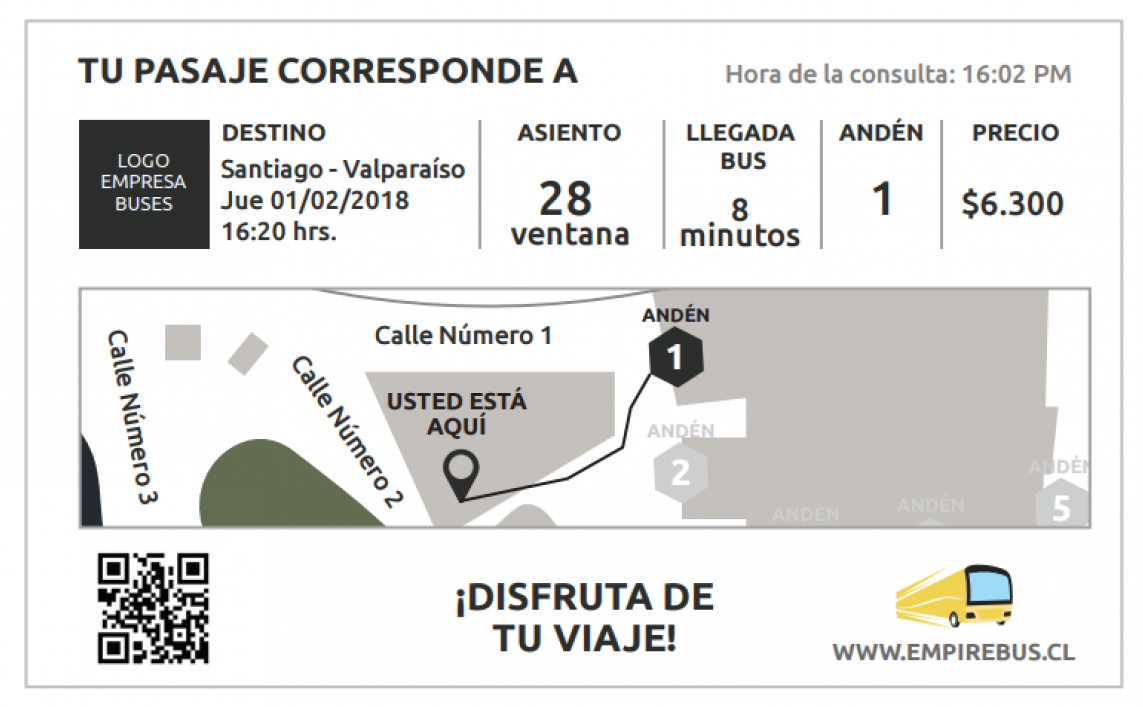 TU PASAJE CORRESPONDE A
Hora de la consulta: 16:02 PM
LOGO
EMPRESA
BUSES
DESTINO
Santiago - Valparaíso
Jue 01/02/2018
16:20 hrs.
ASIENTO
28
ventana
LLEGADA
BUS
8
minutos
ANDÉN
1
PRECIO
$6.300
Calle Número 3
Calle Número 2
Calle Número 1
USTED ESTÁ
AQUÍ
ANDÉN
1
ANDÉN
2
ANDÉN
ANDÉN
ANDÉN
5
¡DISFRUTA DE
TU VIAJE!
WWW.EMPIREBUS.CL